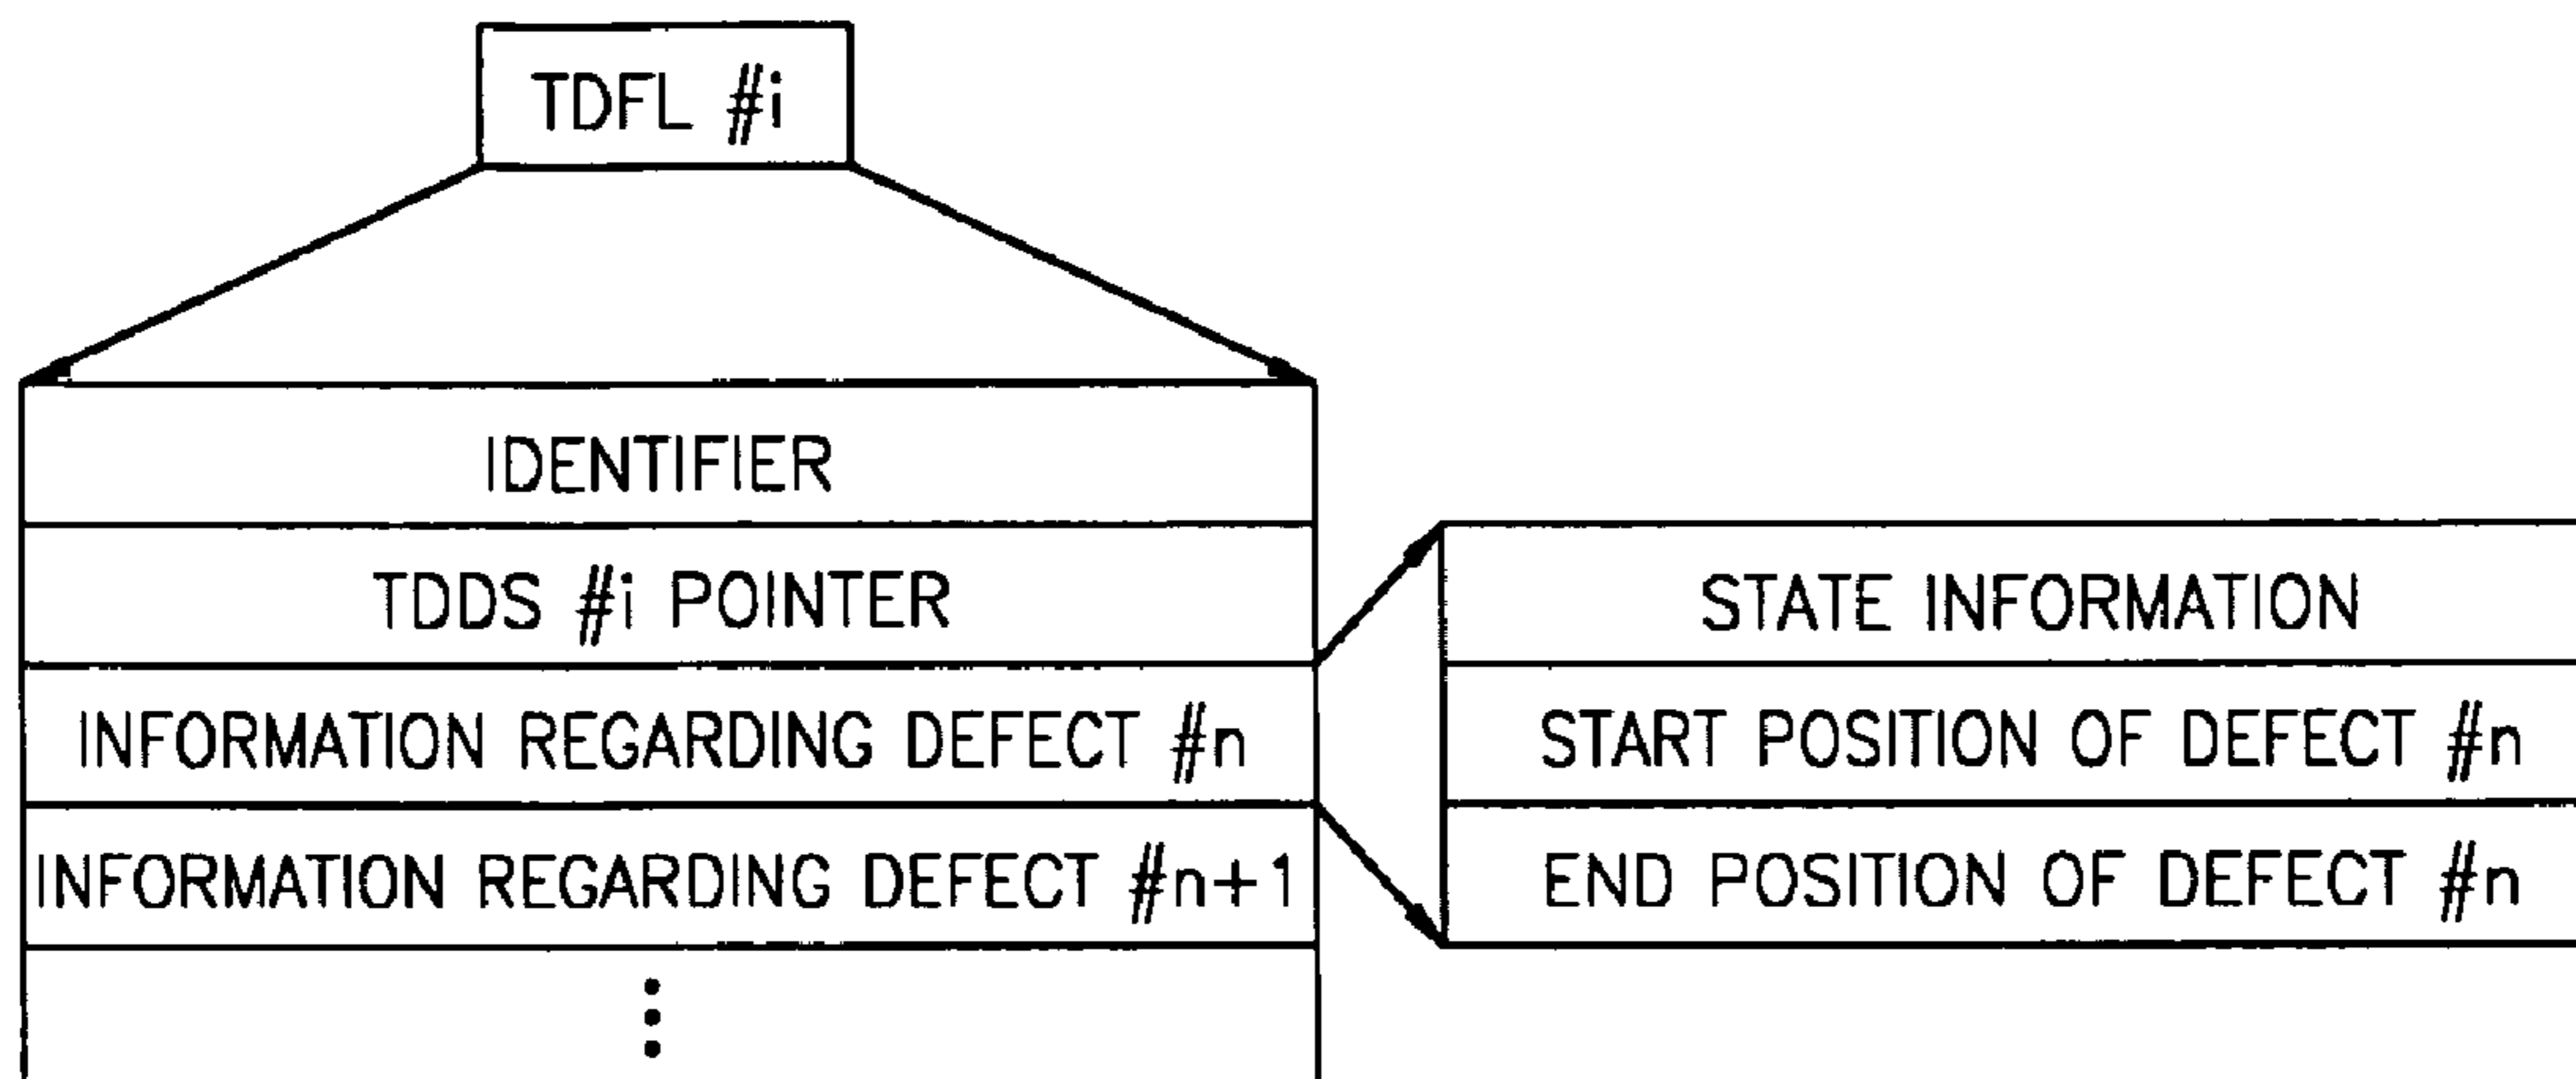 TDFL #i
IDENTIFIER
TDDS #i POINTER
INFORMATION REGARDING DEFECT #n
INFORMATION REGARDING DEFECT #n+1
STATE INFORMATION
START POSITION OF DEFECT #n
END POSITION OF DEFECT #n